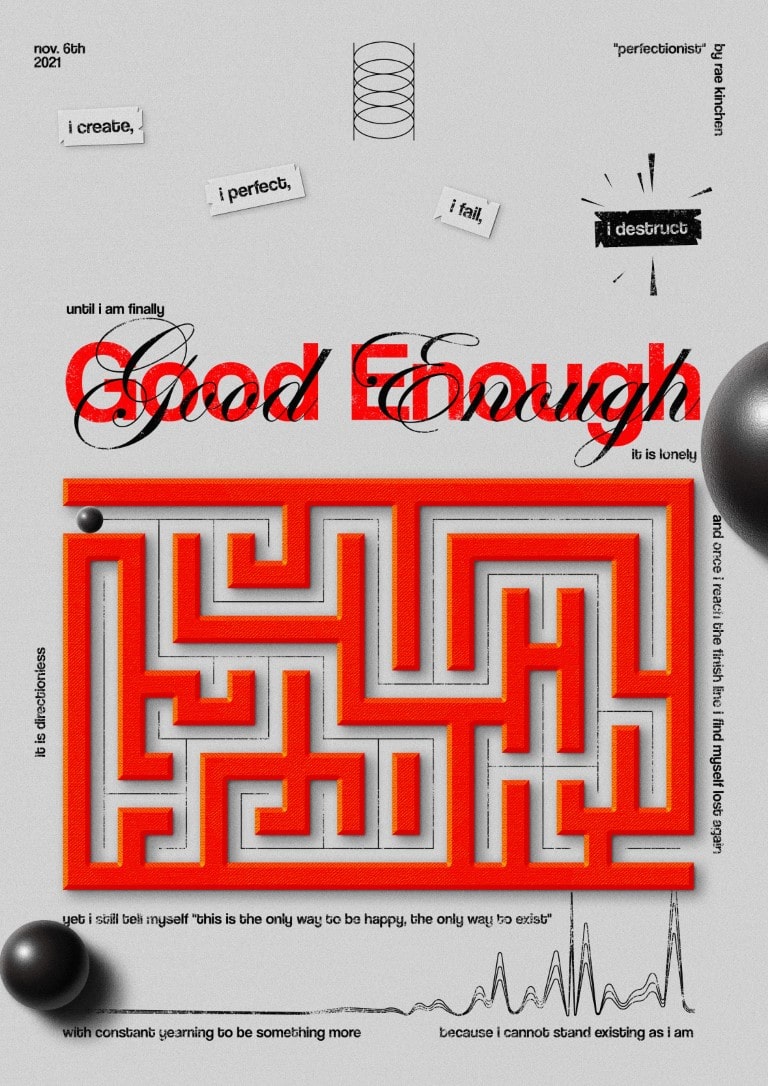 nov. 6th
2021
"perfectionist"
by rae kinchen
i create,
i perfect,
i fail,
i destruct
until i am finally
Good Enough
Good Enough
it is lonely
and once i reach the finish line i find myself lost again
it is directionless
yet i still tell myself "this is the only way to be happy, the only way to exist"
with constant yearning to be something more
because i cannot stand existing as i am